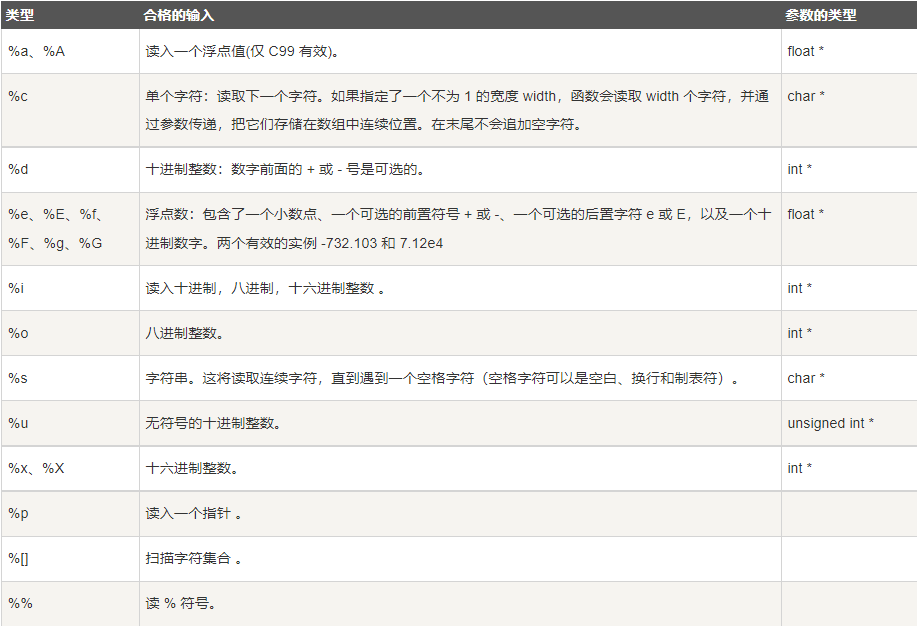 类型 合格的输入 参数的类型
%a、%A 读入一个浮点值(仅 C99 有效)。 float *
%c 单个字符：读取下一个字符。如果指定了一个不为 1 的宽度 width，函数会读取 width 个字符，并通 char *
过参数传递，把它们存储在数组中连续位置。在末尾不会追加空字符。
%d 十进制整数：数字前面的 + 或 - 号是可选的。 int *
%e、%E、%f、 浮点数：包含了一个小数点、一个可选的前置符号 + 或 -、一个可选的后置字符 e 或 E，以及一个十 float *
%F、%g、%G 进制数字。两个有效的实例 -732.103 和 7.12e4
%i 读入十进制，八进制，十六进制整数 。 int *
%o 八进制整数。 int *
%s 字符串。这将读取连续字符，直到遇到一个空格字符（空格字符可以是空白、换行和制表符）。 char *
%u 无符号的十进制整数。 unsigned int *
%x、%X 十六进制整数。 int *
%p 读入一个指针 。
%[] 扫描字符集合 。
%% 读 % 符号。